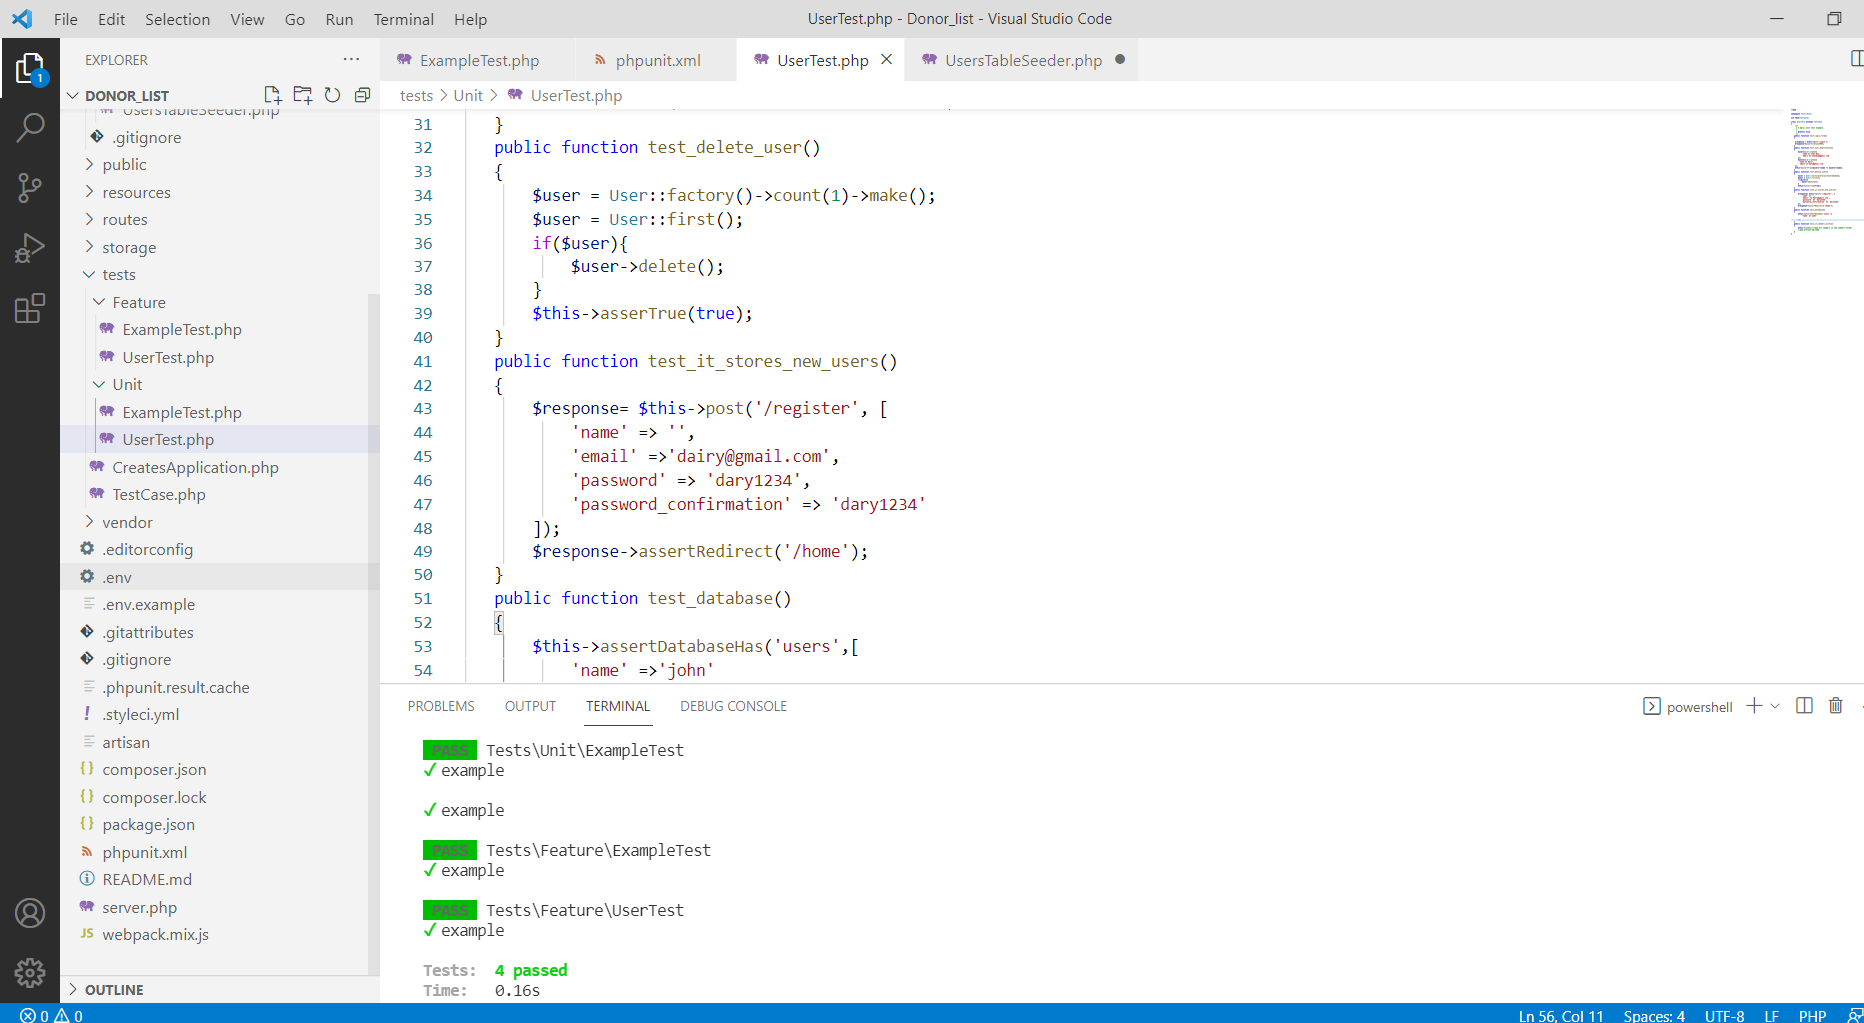 File Edit Selection View Go Run Terminal Help
UserTest.php - Donor_list - Visual Studio Code
EXPLORER ···
ExampleTest.php
phpunit.xml
UserTest.php
UsersTableSeeder.php
DONOR_LIST
tests > Unit > UserTest.php
1
UsersTableSeeder.php
.gitignore
public
resources
routes
storage
tests
Feature
ExampleTest.php
UserTest.php
Unit
ExampleTest.php
UserTest.php
CreatesApplication.php
TestCase.php
vendor
.editorconfig
.env
.env.example
.gitattributes
.gitignore
.phpunit.result.cache
.styleci.yml
artisan
composer.json
composer.lock
package.json
phpunit.xml
README.md
server.php
JS webpack.mix.js
OUTLINE
31 }
32 public function test_delete_user()
33 {
34 $user = User::factory()->count(1)->make();
35 $user = User::first();
36 if($user){
37 $user->delete();
38 }
39 $this->assertTrue(true);
40 }
41 public function test_it_stores_new_users()
42 {
43 $response= $this->post('/register', [
44 'name' => '',
45 'email' =>'dairy@gmail.com',
46 'password' => 'dary1234',
47 'password_confirmation' => 'dary1234'
48 ]);
49 $response->assertRedirect('/home');
50 }
51 public function test_database()
52 {
53 $this->assertDatabaseHas('users',[
54 'name' =>'john'
PROBLEMS OUTPUT TERMINAL DEBUG CONSOLE
powershell
PASS Tests\Unit\ExampleTest
✓ example
✓ example
PASS Tests\Feature\ExampleTest
✓ example
PASS Tests\Feature\UserTest
✓ example
Tests: 4 passed
Time: 0.16s
0 0
Ln 56, Col 11 Spaces: 4 UTF-8 LF PHP